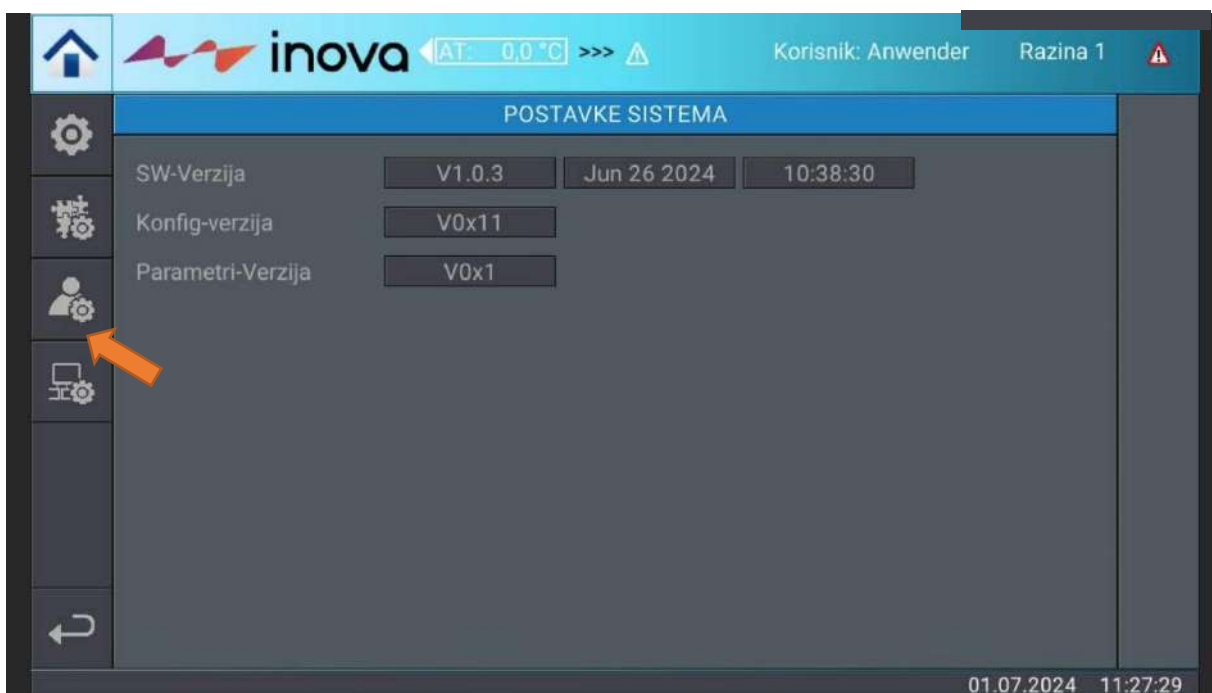 inova AT: 0,0 °C >>> Korisnik: Anwender Razina 1
POSTAVKE SISTEMA
SW-Verzija V1.0.3 Jun 26 2024 10:38:30
Konfig-verzija V0x11
Parametri-Verzija V0x1
01.07.2024 11:27:29